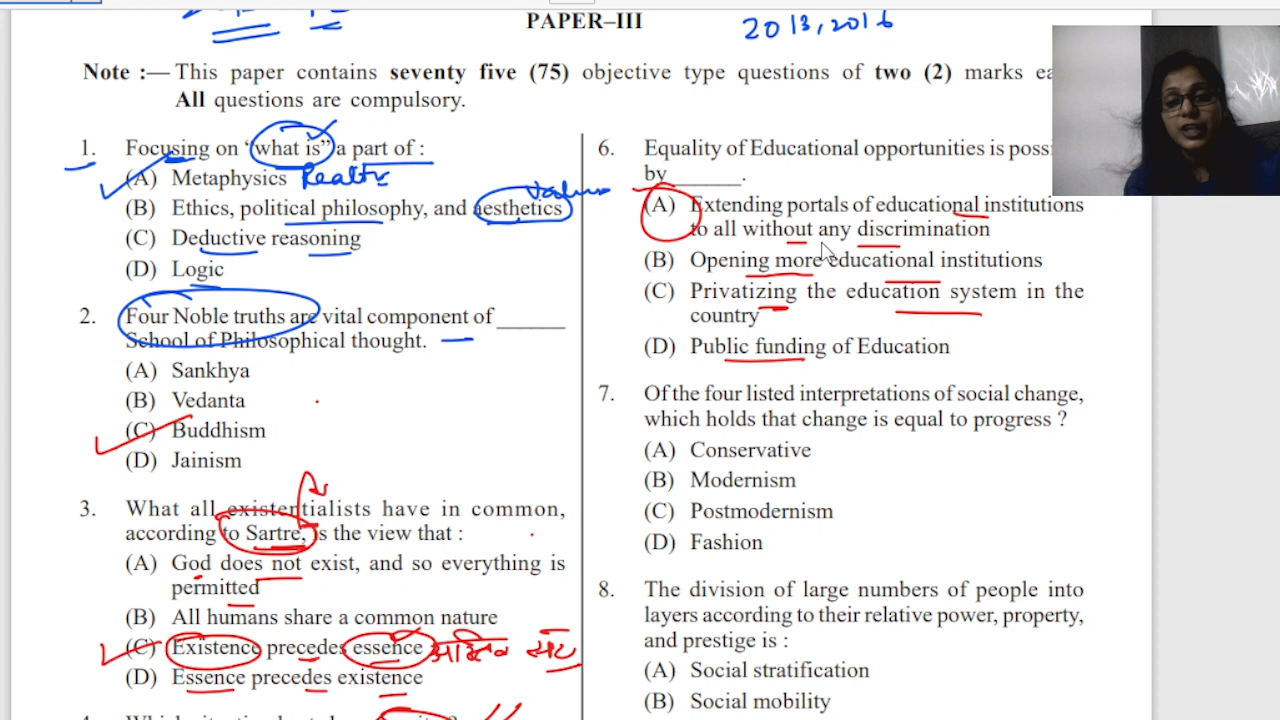 PAPER–III
2013, 2016
Note :— This paper contains seventy five (75) objective type questions of two (2) marks ea
All questions are compulsory.
1. Focusing on “what is” a part of :
(A) Metaphysics Reality
(B) Ethics, political philosophy, and aesthetics values
(C) Deductive reasoning
(D) Logic
2. Four Noble truths are vital component of ______
School of Philosophical thought.
(A) Sankhya
(B) Vedanta
(C) Buddhism
(D) Jainism
3. What all existentialists have in common,
according to Sartre, is the view that :
(A) God does not exist, and so everything is
permitted
(B) All humans share a common nature
(C) Existence precedes essence
(D) Essence precedes existence
6. Equality of Educational opportunities is possi
by ______.
(A) Extending portals of educational institutions
to all without any discrimination
(B) Opening more educational institutions
(C) Privatizing the education system in the
country
(D) Public funding of Education
7. Of the four listed interpretations of social change,
which holds that change is equal to progress ?
(A) Conservative
(B) Modernism
(C) Postmodernism
(D) Fashion
8. The division of large numbers of people into
layers according to their relative power, property,
and prestige is :
(A) Social stratification
(B) Social mobility